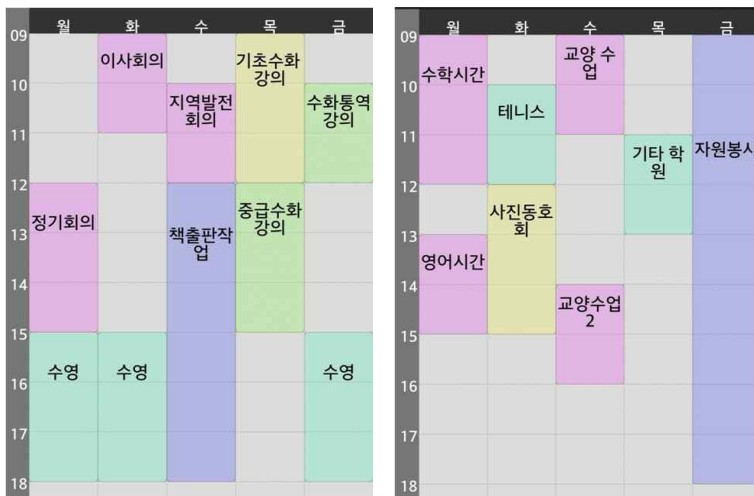 월 화 수 목 금
09
10
11
12
13
14
15
16
17
18
이사회의
기초수화
강의
지역발전
회의
수화통역
강의
정기회의
책출판작
업
중급수화
강의
수영
수영
수영
월 화 수 목 금
09
10
11
12
13
14
15
16
17
18
수학시간
교양 수
업
테니스
기타 학
원
자원봉사
사진동호
회
영어시간
교양수업
2